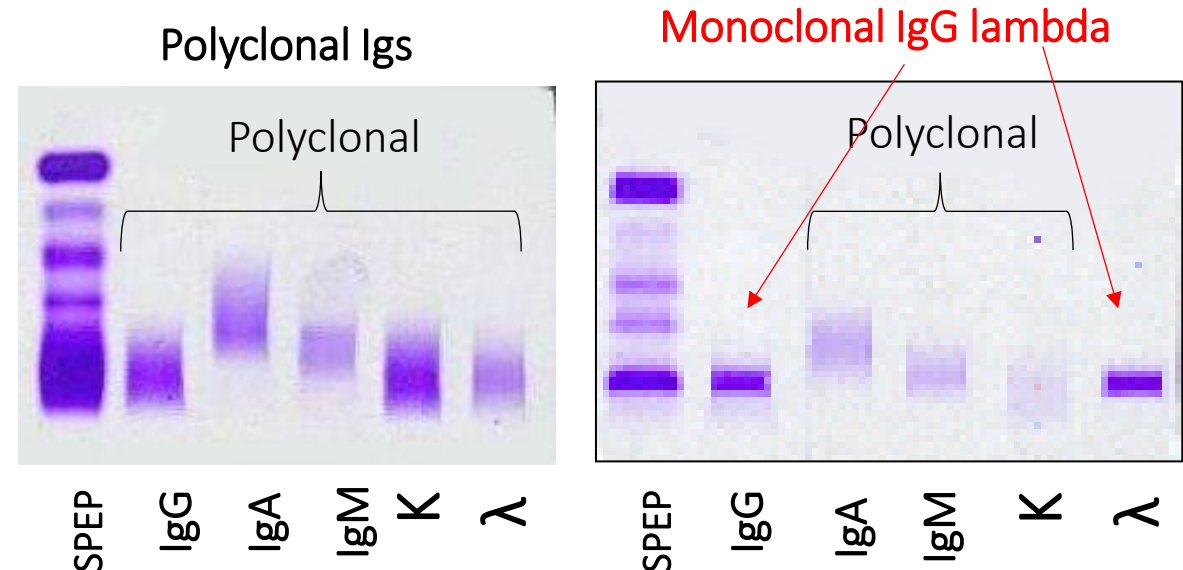 Polyclonal Igs
Polyclonal
SPEP
IgG
IgA
IgM
K
λ
Monoclonal IgG lambda
Polyclonal
SPEP
IgG
IgA
IgM
K
λ